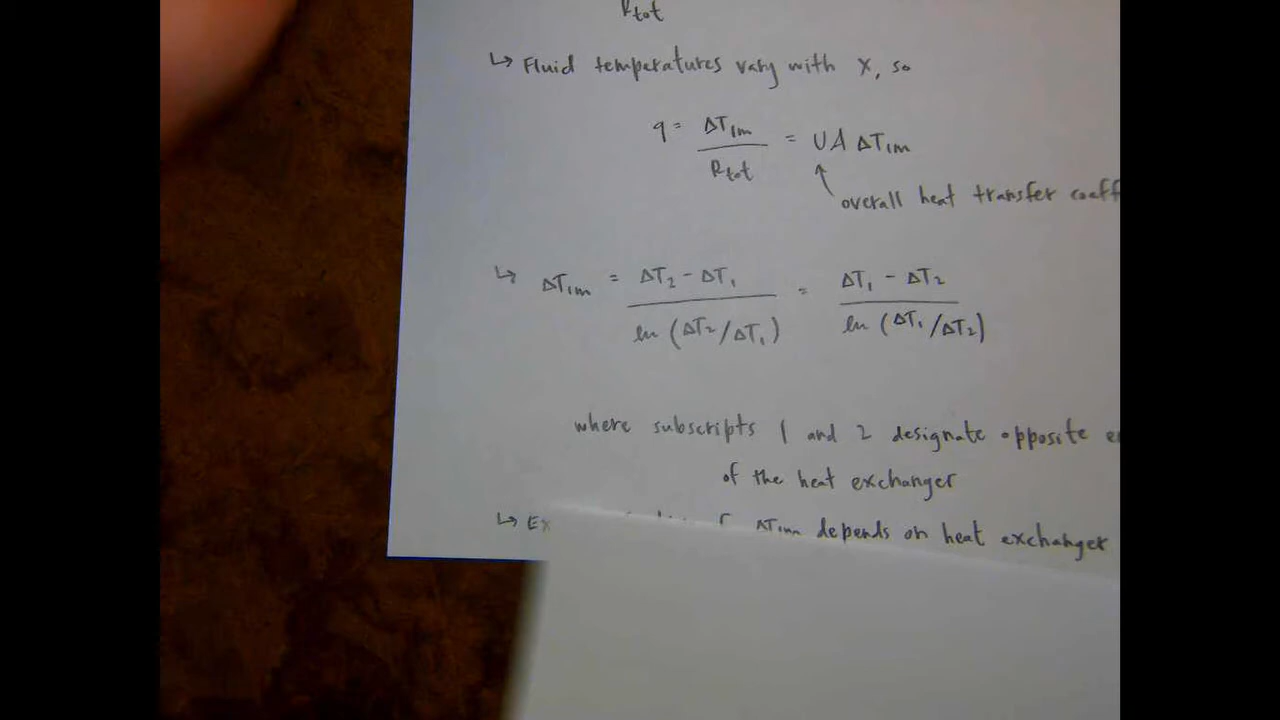 Rtot
↳ Fluid temperatures vary with x, so
q = ΔTlm / Rtot = UA ΔTlm
↑ overall heat transfer coeff
↳ ΔTlm = ΔT2 - ΔT1 / ln (ΔT2/ΔT1) = ΔT1 - ΔT2 / ln (ΔT1/ΔT2)
where subscripts 1 and 2 designate opposite
of the heat exchanger
↳ ΔTlm depends on heat exchanger